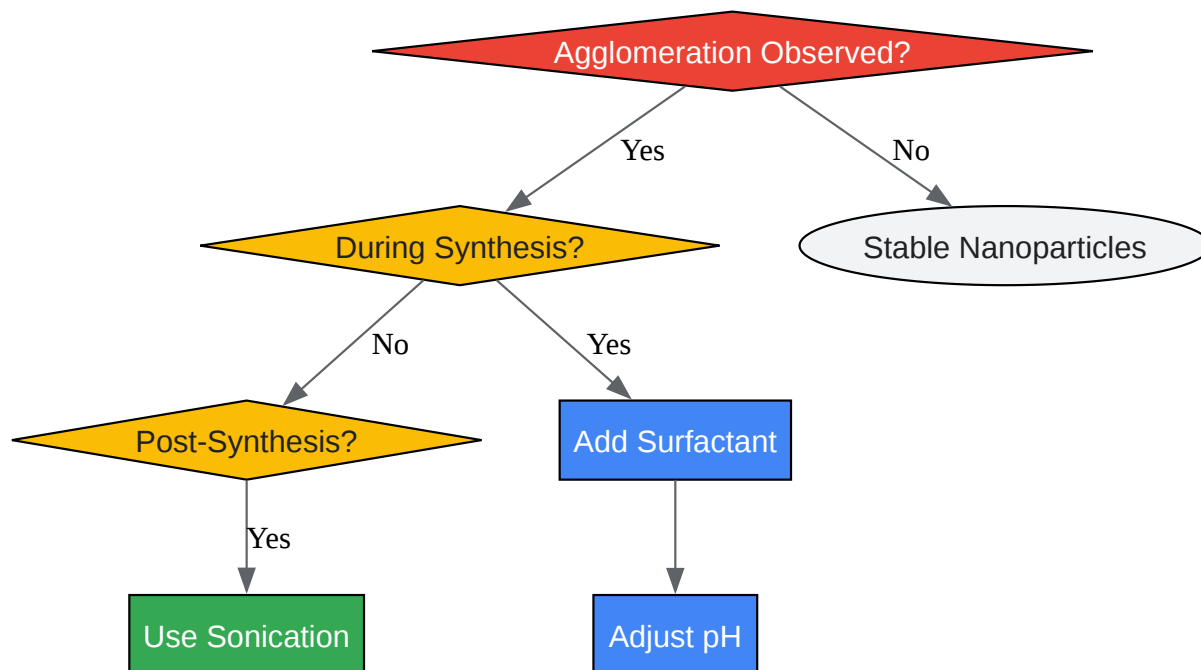 Agglomeration Observed?
Yes
No
During Synthesis?
Stable Nanoparticles
No
Yes
Post-Synthesis?
Add Surfactant
Yes
Use Sonication
Adjust pH